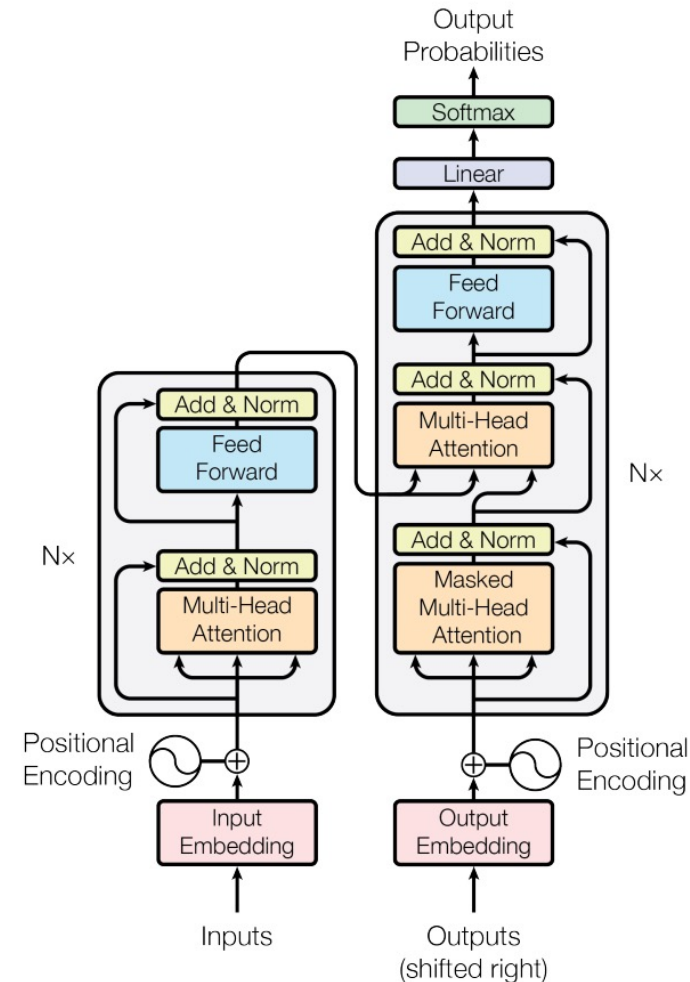 Output
Probabilities
Softmax
Linear
Add & Norm
Feed
Forward
Add & Norm
Multi-Head
Attention
Add & Norm
Masked
Multi-Head
Attention
Nx
Add & Norm
Feed
Forward
Add & Norm
Multi-Head
Attention
Nx
Positional
Encoding
Positional
Encoding
Input
Embedding
Output
Embedding
Inputs
Outputs
(shifted right)